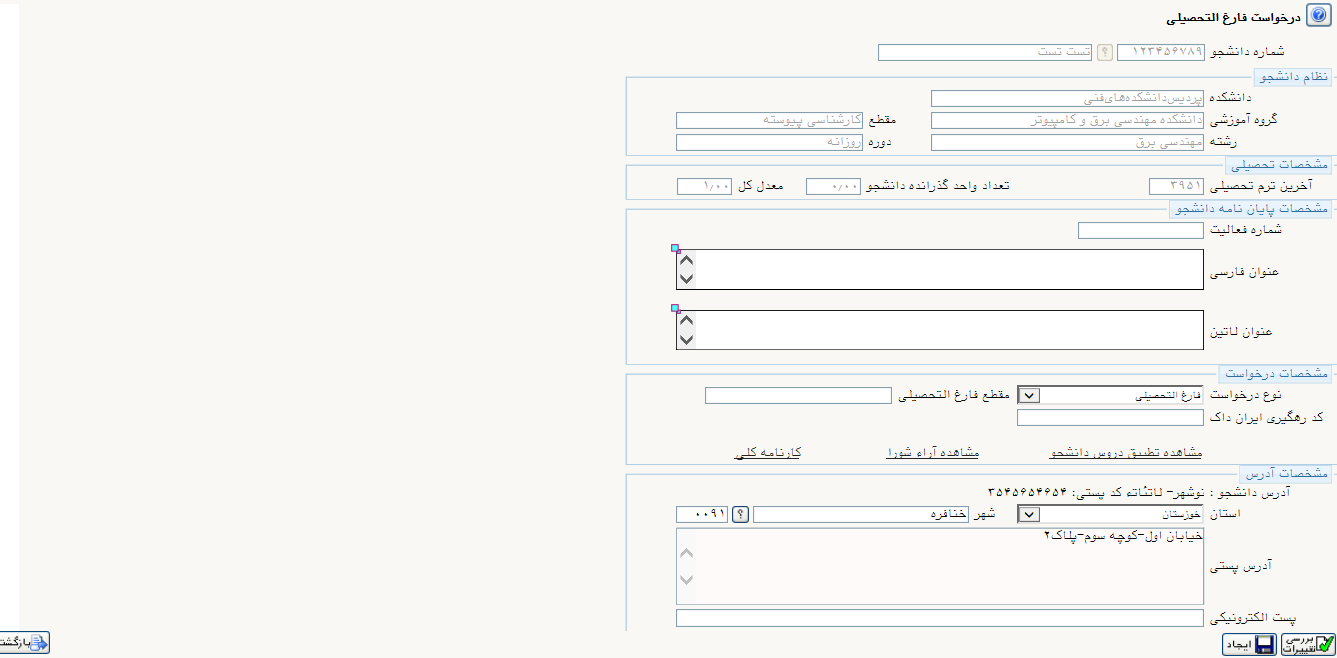 درخواست فارغ التحصیلی
شماره دانشجو ۱۲۳۴۵۶۷۸۹ ؟ تست تست
نظام دانشجو
دانشکده پردیس‌دانشکده‌های‌فنی
گروه آموزشی دانشکده مهندسی برق و کامپیوتر مقطع کارشناسی پیوسته
رشته مهندسی برق دوره روزانه
مشخصات تحصیلی
آخرین ترم تحصیلی ۳۹۵۱ تعداد واحد گذرانده دانشجو ۰٫۰۰ معدل کل ۱٫۰۰
مشخصات پایان نامه دانشجو
شماره فعالیت
عنوان فارسی
عنوان لاتین
مشخصات درخواست
نوع درخواست فارغ التحصیلی مقطع فارغ التحصیلی
کد رهگیری ایران داک
مشاهده تطبیق دروس دانشجو مشاهده آراء شورا کارنامه کلی
مشخصات آدرس
آدرس دانشجو : نوشهر- کد پستی: ۳۵۴۵۶۵۴۶۵۴
استان خوزستان شهر خنافره ؟ ۰۰۹۱
آدرس پستی خیابان اول-کوچه سوم-پلاک۲
پست الکترونیکی
بررسی تغییرات ایجاد بازگشت